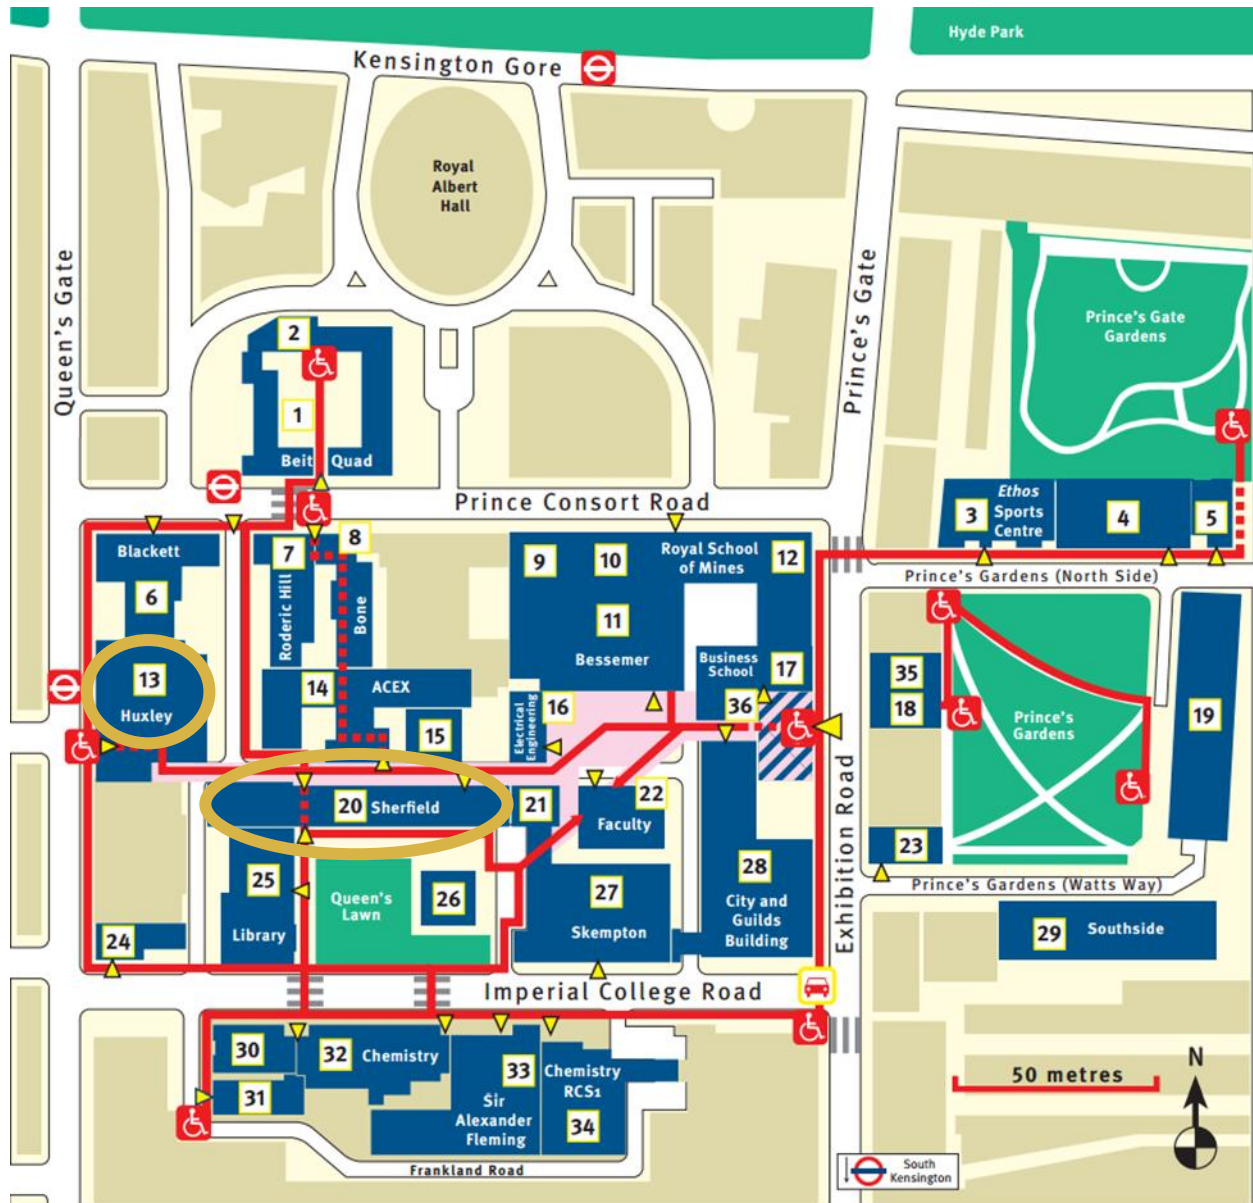 Hyde Park
Kensington Gore
Royal
Albert
Hall
Queen's Gate
Prince's Gate
Prince's Gate
Gardens
2
1
Beit Quad
Prince Consort Road
3
Ethos
Sports
Centre
4
5
Prince's Gardens (North Side)
Blackett
6
7
8
Roderic Hill
Bone
9
10
Royal School
of Mines
12
11
Bessemer
Business
School
17
13
Huxley
14
ACEX
15
Electrical
Engineering
16
36
35
18
Prince's
Gardens
19
20
Sherfield
21
22
Faculty
23
Prince's Gardens (Watts Way)
Exhibition Road
25
Library
Queen's
Lawn
26
27
Skempton
28
City and
Guilds
Building
24
29
Southside
Imperial College Road
30
31
32
Chemistry
33
Sir
Alexander
Fleming
Chemistry
RCS1
34
Frankland Road
50 metres
N
South
Kensington